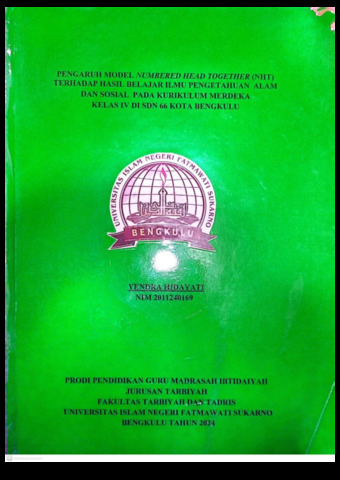 PENGARUH MODEL NUMBERED HEAD TOGETHER (NHT)
TERHADAP HASIL BELAJAR ILMU PENGETAHUAN ALAM
DAN SOSIAL PADA KURIKULUM MERDEKA
KELAS IV DI SDN 66 KOTA BENGKULU
UNIVERSITAS ISLAM NEGERI FATMAWATI SUKARNO
BENGKULU
VENDRA HIDAYATI
NIM 2011240169
PRODI PENDIDIKAN GURU MADRASAH IBTIDAIYAH
JURUSAN TARBIYAH
FAKULTAS TARBIYAH DAN TADRIS
UNIVERSITAS ISLAM NEGERI FATMAWATI SUKARNO
BENGKULU TAHUN 2024